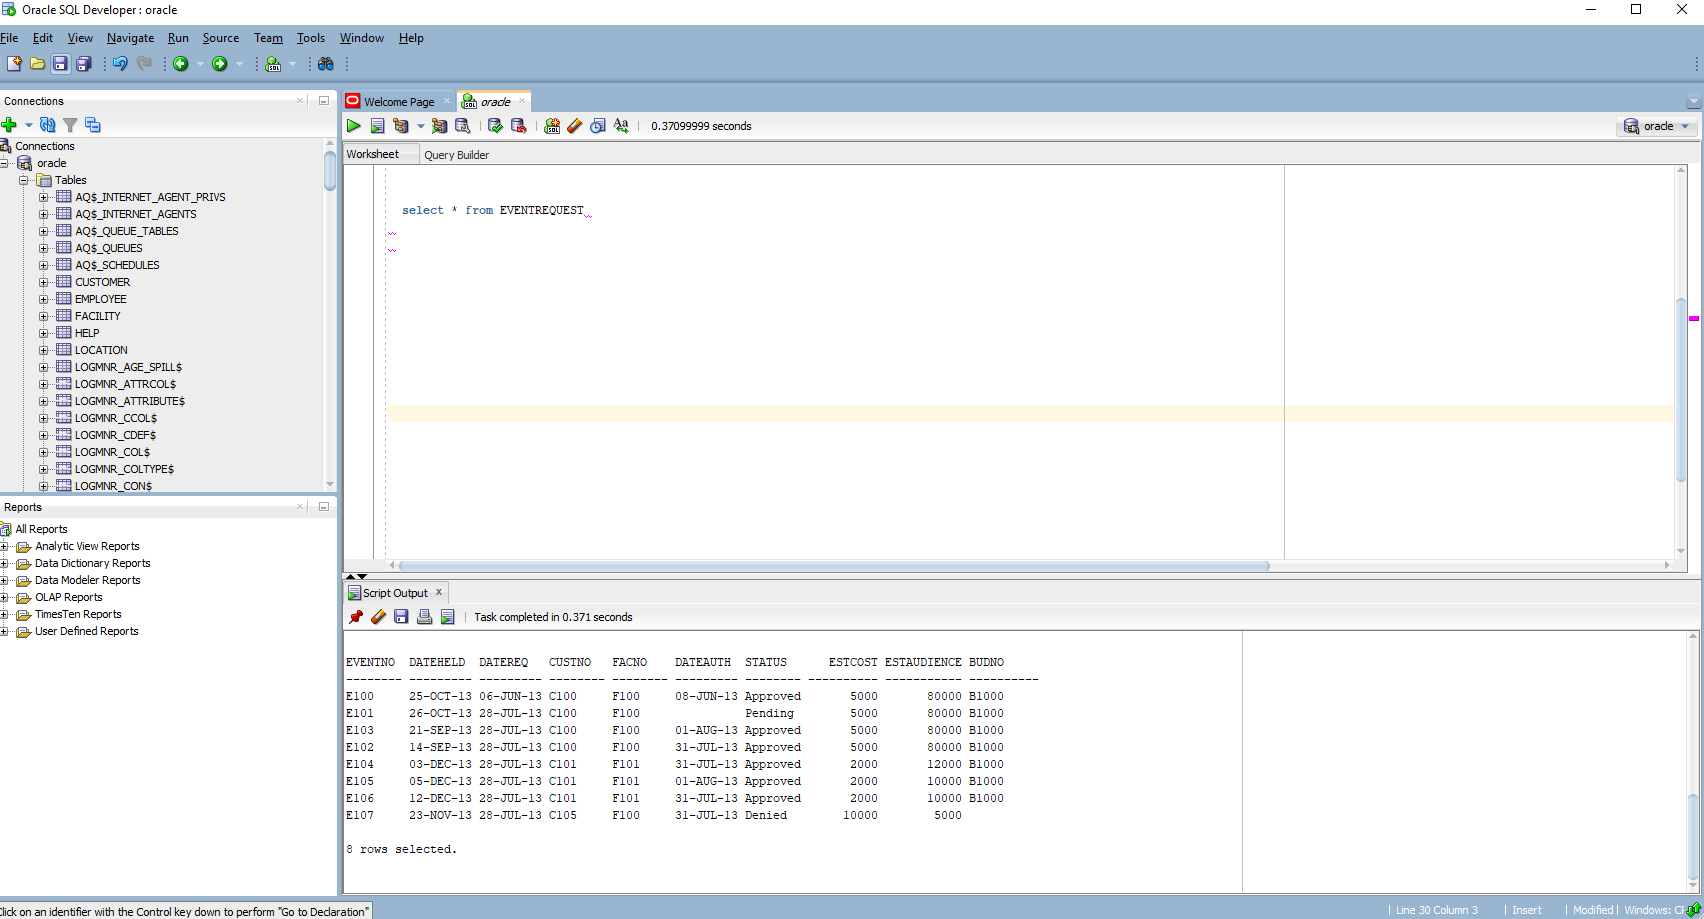 Oracle SQL Developer : oracle
File Edit View Navigate Run Source Team Tools Window Help
Connections
Connections
oracle
Tables
AQ$_INTERNET_AGENT_PRIVS
AQ$_INTERNET_AGENTS
AQ$_QUEUE_TABLES
AQ$_QUEUES
AQ$_SCHEDULES
CUSTOMER
EMPLOYEE
FACILITY
HELP
LOCATION
LOGMNR_AGE_SPILL$
LOGMNR_ATTRCOL$
LOGMNR_ATTRIBUTE$
LOGMNR_CCOL$
LOGMNR_CDEF$
LOGMNR_COL$
LOGMNR_COLTYPE$
LOGMNR_CON$
Reports
All Reports
Analytic View Reports
Data Dictionary Reports
Data Modeler Reports
OLAP Reports
TimesTen Reports
User Defined Reports
Welcome Page oracle
SQL 0.37099999 seconds oracle
Worksheet Query Builder
select * from EVENTREQUEST
Script Output
Task completed in 0.371 seconds
EVENTNO DATEHELD DATEREQ CUSTNO FACNO DATEAUTH STATUS ESTCOST ESTAUDIENCE BUDNO
-------- --------- --------- -------- -------- --------- -------- ---------- ----------- ----------
E100 25-OCT-13 06-JUN-13 C100 F100 08-JUN-13 Approved 5000 80000 B1000
E101 26-OCT-13 28-JUL-13 C100 F100 Pending 5000 80000 B1000
E103 21-SEP-13 28-JUL-13 C100 F100 01-AUG-13 Approved 5000 80000 B1000
E102 14-SEP-13 28-JUL-13 C100 F100 31-JUL-13 Approved 5000 80000 B1000
E104 03-DEC-13 28-JUL-13 C101 F101 31-JUL-13 Approved 2000 12000 B1000
E105 05-DEC-13 28-JUL-13 C101 F101 01-AUG-13 Approved 2000 10000 B1000
E106 12-DEC-13 28-JUL-13 C101 F101 31-JUL-13 Approved 2000 10000 B1000
E107 23-NOV-13 28-JUL-13 C105 F100 31-JUL-13 Denied 10000 5000
8 rows selected.
Click on an identifier with the Control key down to perform "Go to Declaration" | Line 30 Column 3 | Insert | Modified | Windows: